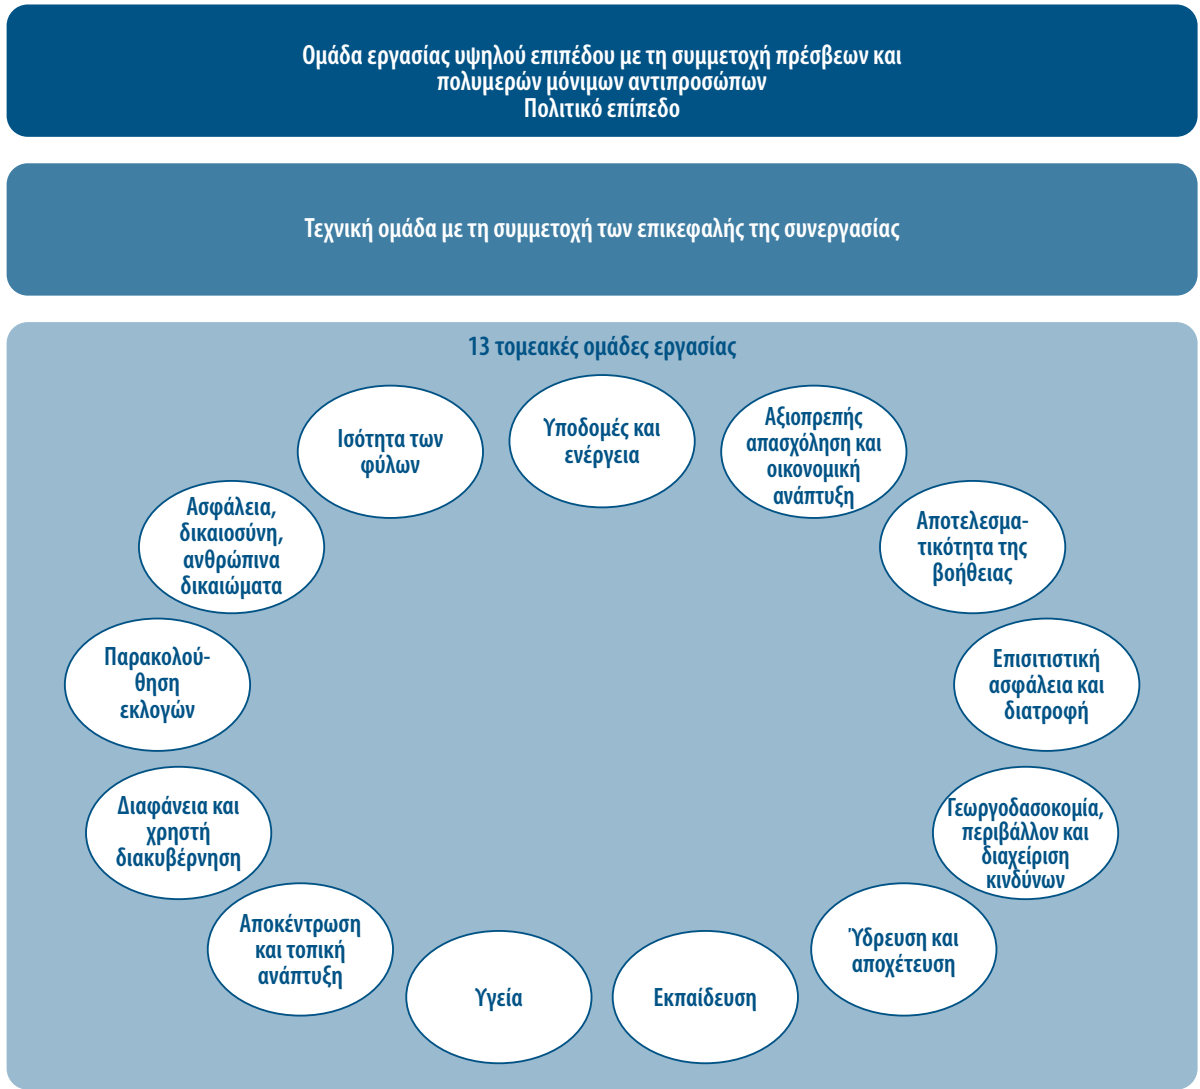 Ομάδα εργασίας υψηλού επιπέδου με τη συμμετοχή πρέσβεων και
πολυμερών μόνιμων αντιπροσώπων
Πολιτικό επίπεδο
Τεχνική ομάδα με τη συμμετοχή των επικεφαλής της συνεργασίας
13 τομεακές ομάδες εργασίας
Υποδομές και
ενέργεια
Αξιοπρεπής
απασχόληση και
οικονομική
ανάπτυξη
Αποτελεσμα-
τικότητα της
βοήθειας
Επισιτιστική
ασφάλεια και
διατροφή
Γεωργοδασοκομία,
περιβάλλον και
διαχείριση
κινδύνων
Ύδρευση και
αποχέτευση
Εκπαίδευση
Υγεία
Αποκέντρωση
και τοπική
ανάπτυξη
Διαφάνεια και
χρηστή
διακυβέρνηση
Παρακολού-
θηση
εκλογών
Ασφάλεια,
δικαιοσύνη,
ανθρώπινα
δικαιώματα
Ισότητα των
φύλων